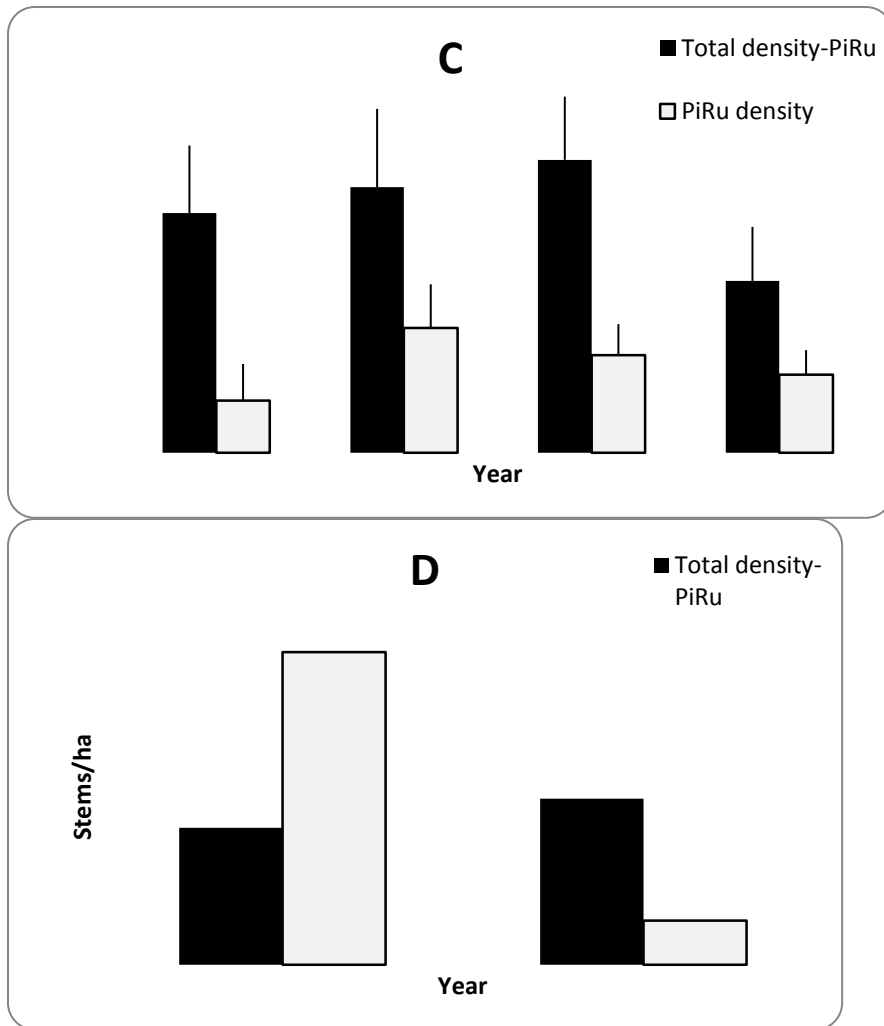 C
Total density-PiRu
PiRu density
Year
D
Total density-
PiRu
Stems/ha
Year